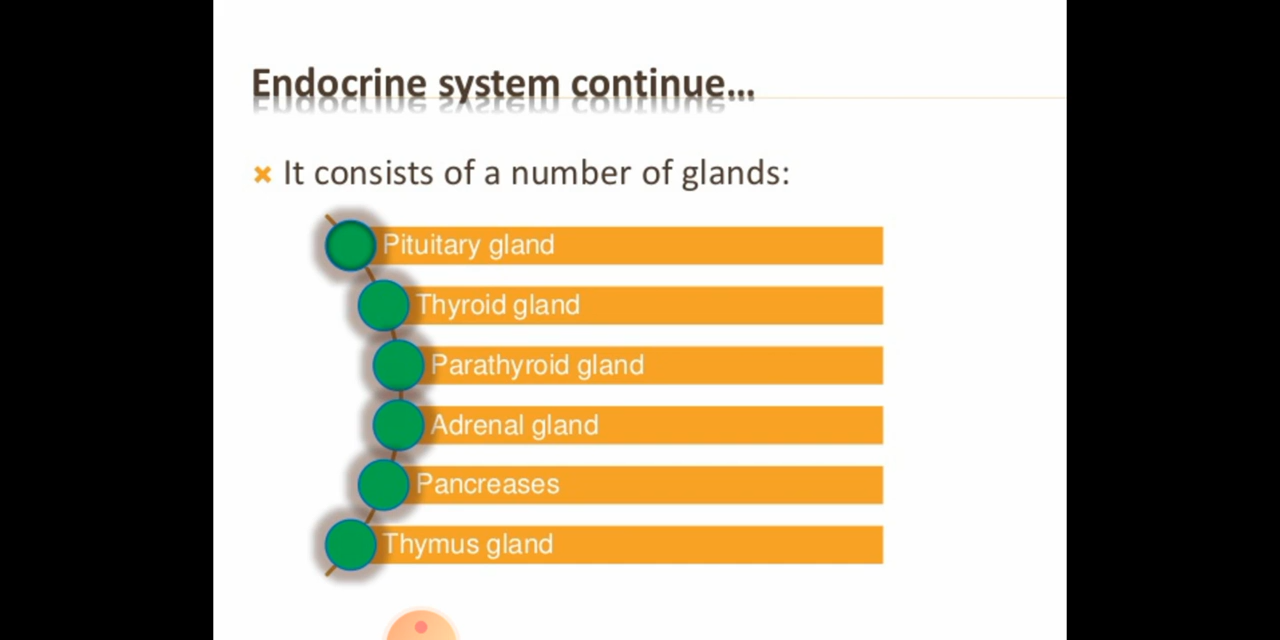 Endocrine system continue...
It consists of a number of glands:
Pituitary gland
Thyroid gland
Parathyroid gland
Adrenal gland
Pancreases
Thymus gland